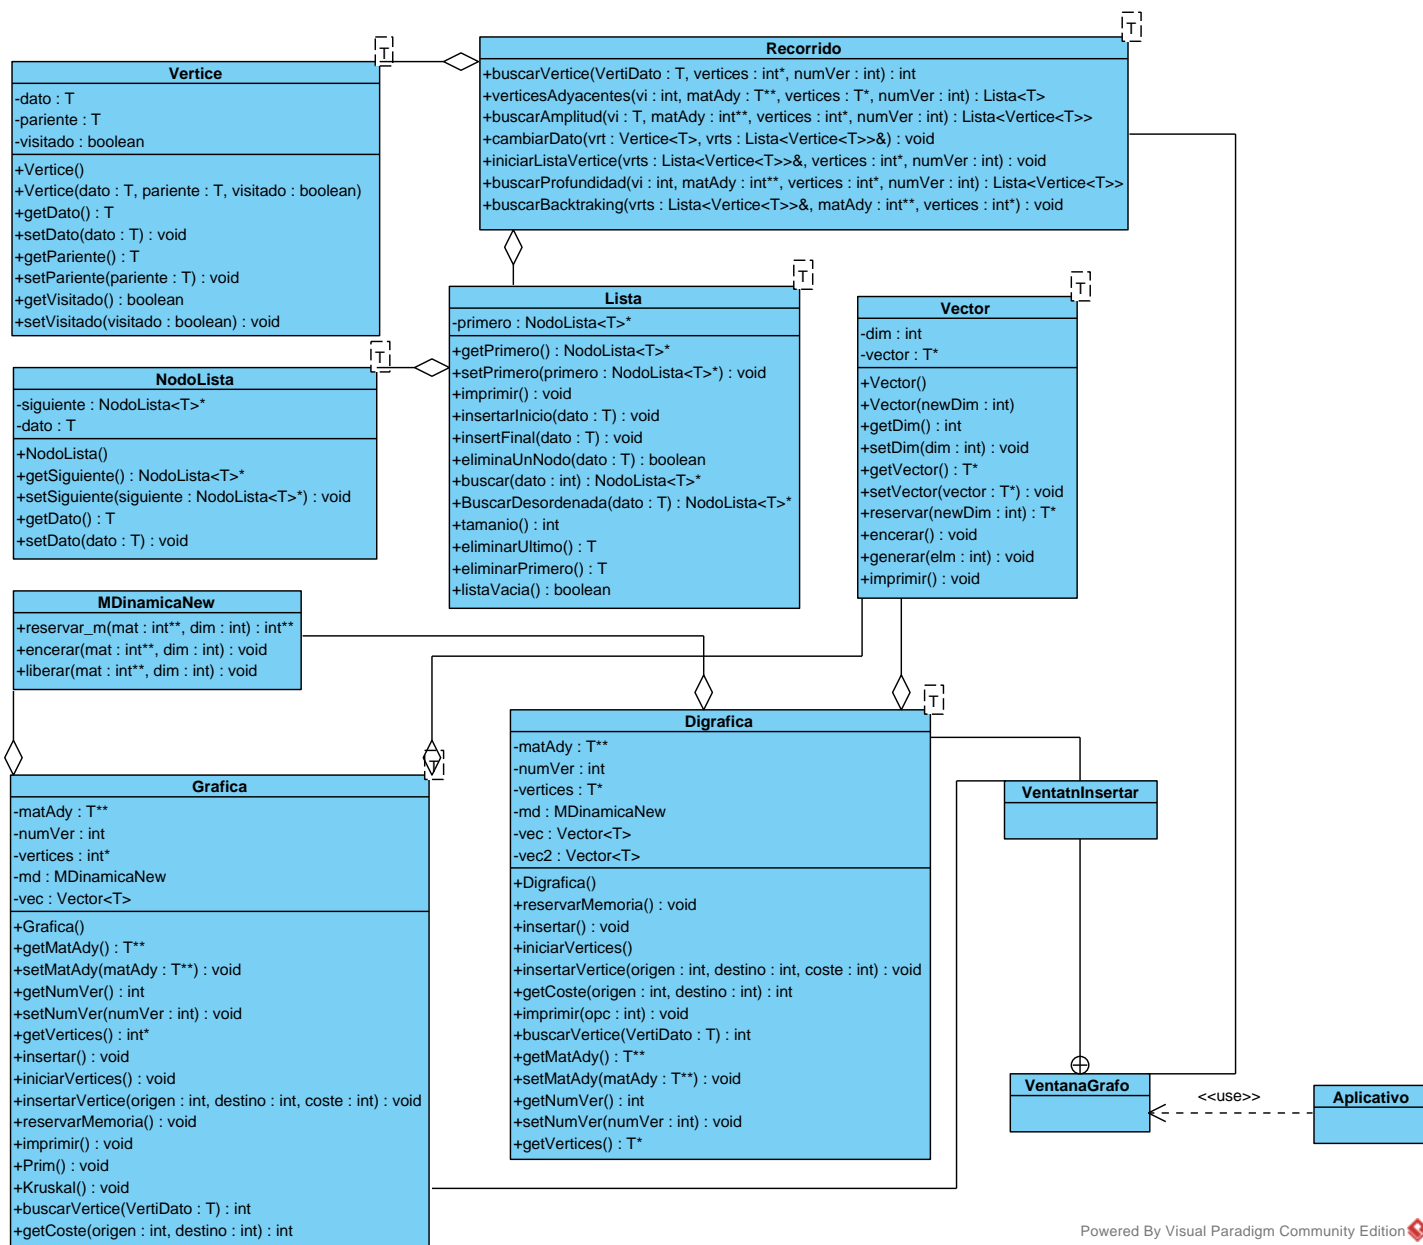 T
Vertice
-dato : T
-pariente : T
-visitado : boolean
+Vertice()
+Vertice(dato : T, pariente : T, visitado : boolean)
+getDato() : T
+setDato(dato : T) : void
+getPariente() : T
+setPariente(pariente : T) : void
+getVisitado() : boolean
+setVisitado(visitado : boolean) : void
T
Recorrido
+buscarVertice(VertiDato : T, vertices : int*, numVer : int) : int
+verticesAdyacentes(vi : int, matAdy : T**, vertices : T*, numVer : int) : Lista<T>
+buscarAmplitud(vi : T, matAdy : int**, vertices : int*, numVer : int) : Lista<Vertice<T>>
+cambiarDato(vrt : Vertice<T>, vrts : Lista<Vertice<T>>&) : void
+iniciarListaVertice(vrts : Lista<Vertice<T>>&, vertices : int*, numVer : int) : void
+buscarProfundidad(vi : int, matAdy : int**, vertices : int*, numVer : int) : Lista<Vertice<T>>
+buscarBacktraking(vrts : Lista<Vertice<T>>&, matAdy : int**, vertices : int*) : void
T
NodoLista
-siguiente : NodoLista<T>*
-dato : T
+NodoLista()
+getSiguiente() : NodoLista<T>*
+setSiguiente(siguiente : NodoLista<T>*) : void
+getDato() : T
+setDato(dato : T) : void
T
Lista
-primero : NodoLista<T>*
+getPrimero() : NodoLista<T>*
+setPrimero(primero : NodoLista<T>*) : void
+imprimir() : void
+insertarInicio(dato : T) : void
+insertFinal(dato : T) : void
+eliminaUnNodo(dato : T) : boolean
+buscar(dato : int) : NodoLista<T>*
+BuscarDesordenada(dato : T) : NodoLista<T>*
+tamanio() : int
+eliminarUltimo() : T
+eliminarPrimero() : T
+listaVacia() : boolean
T
Vector
-dim : int
-vector : T*
+Vector()
+Vector(newDim : int)
+getDim() : int
+setDim(dim : int) : void
+getVector() : T*
+setVector(vector : T*) : void
+reservar(newDim : int) : T*
+encerar() : void
+generar(elm : int) : void
+imprimir() : void
MDinamicaNew
+reservar_m(mat : int**, dim : int) : int**
+encerar(mat : int**, dim : int) : void
+liberar(mat : int**, dim : int) : void
T
Grafica
-matAdy : T**
-numVer : int
-vertices : int*
-md : MDinamicaNew
-vec : Vector<T>
+Grafica()
+getMatAdy() : T**
+setMatAdy(matAdy : T**) : void
+getNumVer() : int
+setNumVer(numVer : int) : void
+getVertices() : int*
+insertar() : void
+iniciarVertices() : void
+insertarVertice(origen : int, destino : int, coste : int) : void
+reservarMemoria() : void
+imprimir() : void
+Prim() : void
+Kruskal() : void
+buscarVertice(VertiDato : T) : int
+getCoste(origen : int, destino : int) : int
T
Digrafica
-matAdy : T**
-numVer : int
-vertices : T*
-md : MDinamicaNew
-vec : Vector<T>
-vec2 : Vector<T>
+Digrafica()
+reservarMemoria() : void
+insertar() : void
+iniciarVertices()
+insertarVertice(origen : int, destino : int, coste : int) : void
+getCoste(origen : int, destino : int) : int
+imprimir(opc : int) : void
+buscarVertice(VertiDato : T) : int
+getMatAdy() : T**
+setMatAdy(matAdy : T**) : void
+getNumVer() : int
+setNumVer(numVer : int) : void
+getVertices() : T*
VentatnInsertar
VentanaGrafo
<<use>>
Aplicativo
Powered By Visual Paradigm Community Edition